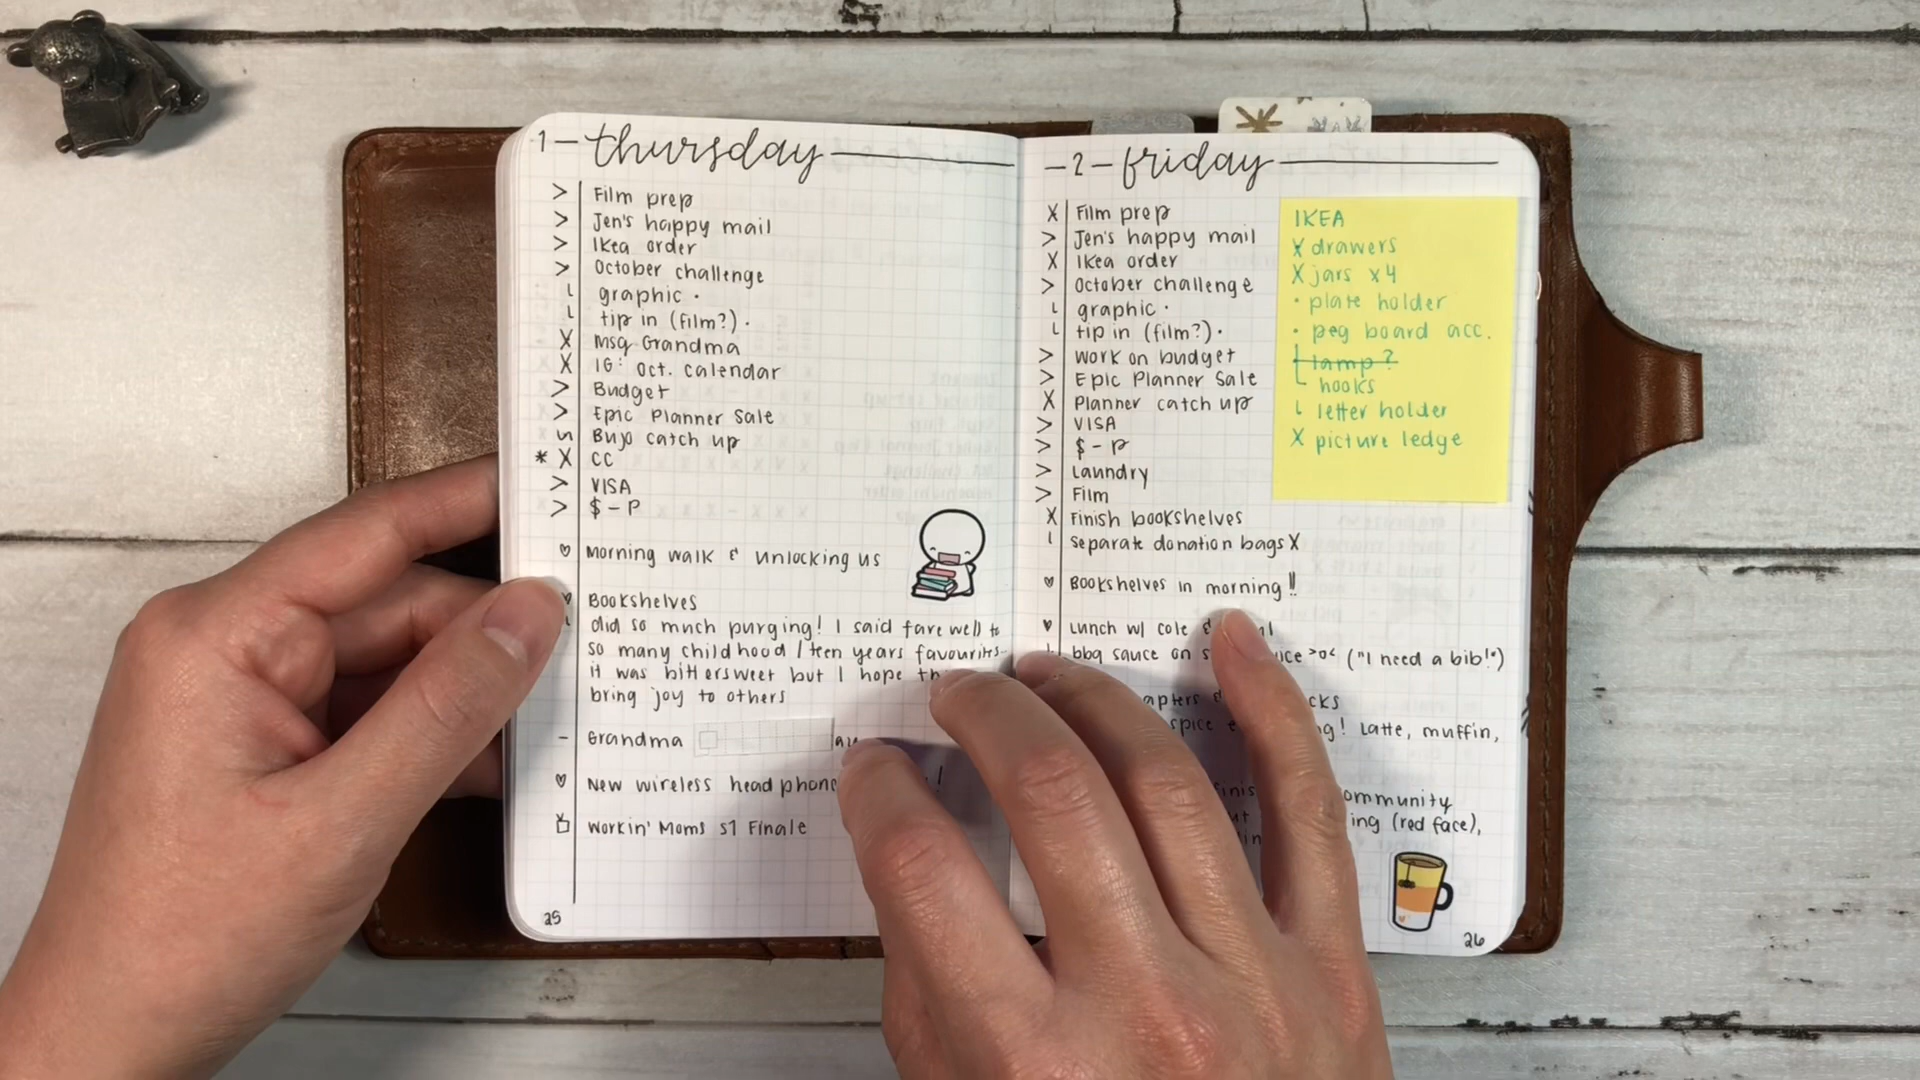 1 - thursday
> Film prep
> Jen's happy mail
> Ikea order
> October challenge
graphic ·
tip in (film?) ·
X Msg Grandma
X IG: Oct. calendar
> Budget
> Epic Planner Sale
Bujo catch up
* X CC
> VISA
> $ - P
♡ Morning walk & unlocking us
♡ Bookshelves
did so much purging! I said farewell to
so many childhood / teen years favourites
it was bittersweet but I hope
bring joy to others
- Grandma
♡ New wireless
Workin' Moms S1 Finale
25
- 2 - friday
X Film prep
> Jen's happy mail
X Ikea order
> October challenge
graphic ·
tip in (film?) ·
> Work on budget
> Epic Planner Sale
X Planner catch up
> VISA
> $ - P
> Laundry
> Film
X Finish bookshelves
separate donation bags X
♡ Bookshelves in morning!!
♡ Lunch w/ Cole
bbq sauce on ("I need a bib!")
Latte, muffin,
(red face),
26
IKEA
X drawers
X jars x4
· plate holder
· peg board acc.
lamp?
hooks
letter holder
X picture ledge